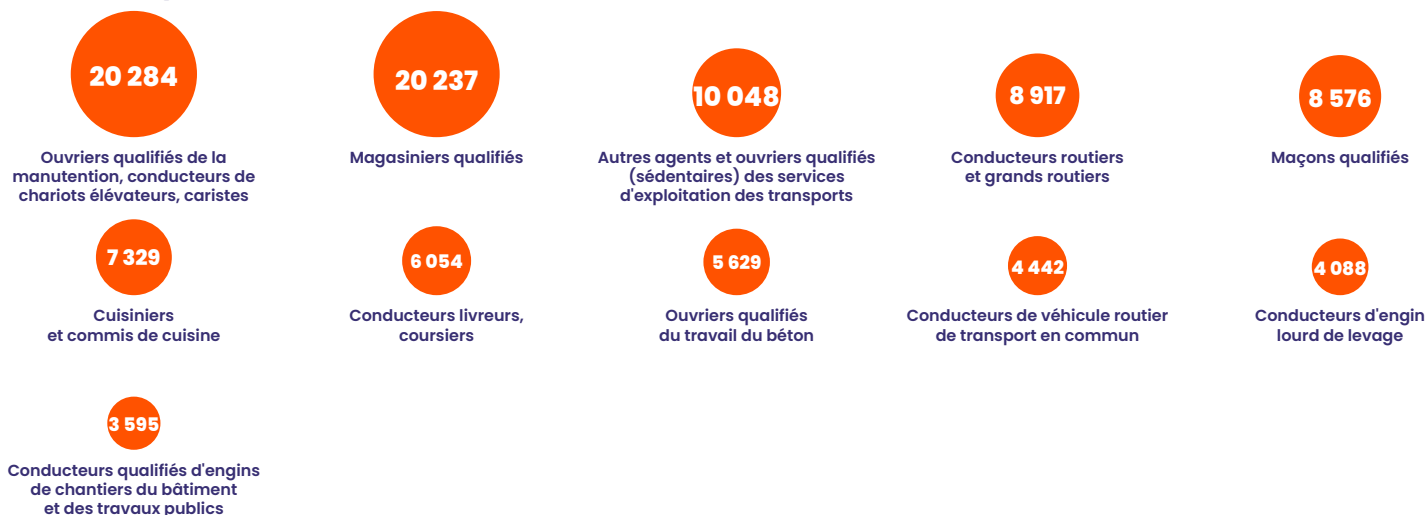 20 284
Ouvriers qualifiés de la
manutention, conducteurs de
chariots élévateurs, caristes
20 237
Magasiniers qualifiés
10 048
Autres agents et ouvriers qualifiés
(sédentaires) des services
d'exploitation des transports
8 917
Conducteurs routiers
et grands routiers
8 576
Maçons qualifiés
7 329
Cuisiniers
et commis de cuisine
6 054
Conducteurs livreurs,
coursiers
5 629
Ouvriers qualifiés
du travail du béton
4 442
Conducteurs de véhicule routier
de transport en commun
4 088
Conducteurs d'engin
lourd de levage
3 595
Conducteurs qualifiés d'engins
de chantiers du bâtiment
et des travaux publics